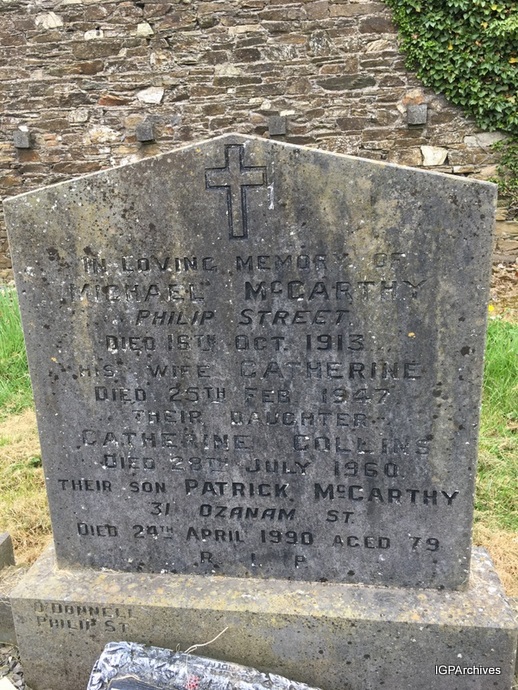 IN LOVING MEMORY OF
MICHAEL McCARTHY
PHILIP STREET
DIED 18TH OCT. 1913
HIS WIFE CATHERINE
DIED 25TH FEB. 1947
THEIR DAUGHTER
CATHERINE COLLINS
DIED 28TH JULY 1960
THEIR SON PATRICK McCARTHY
31 OZANAM ST.
DIED 24TH APRIL 1990 AGED 79
R I P
O'DONNELL
PHILIP ST
IGPArchives